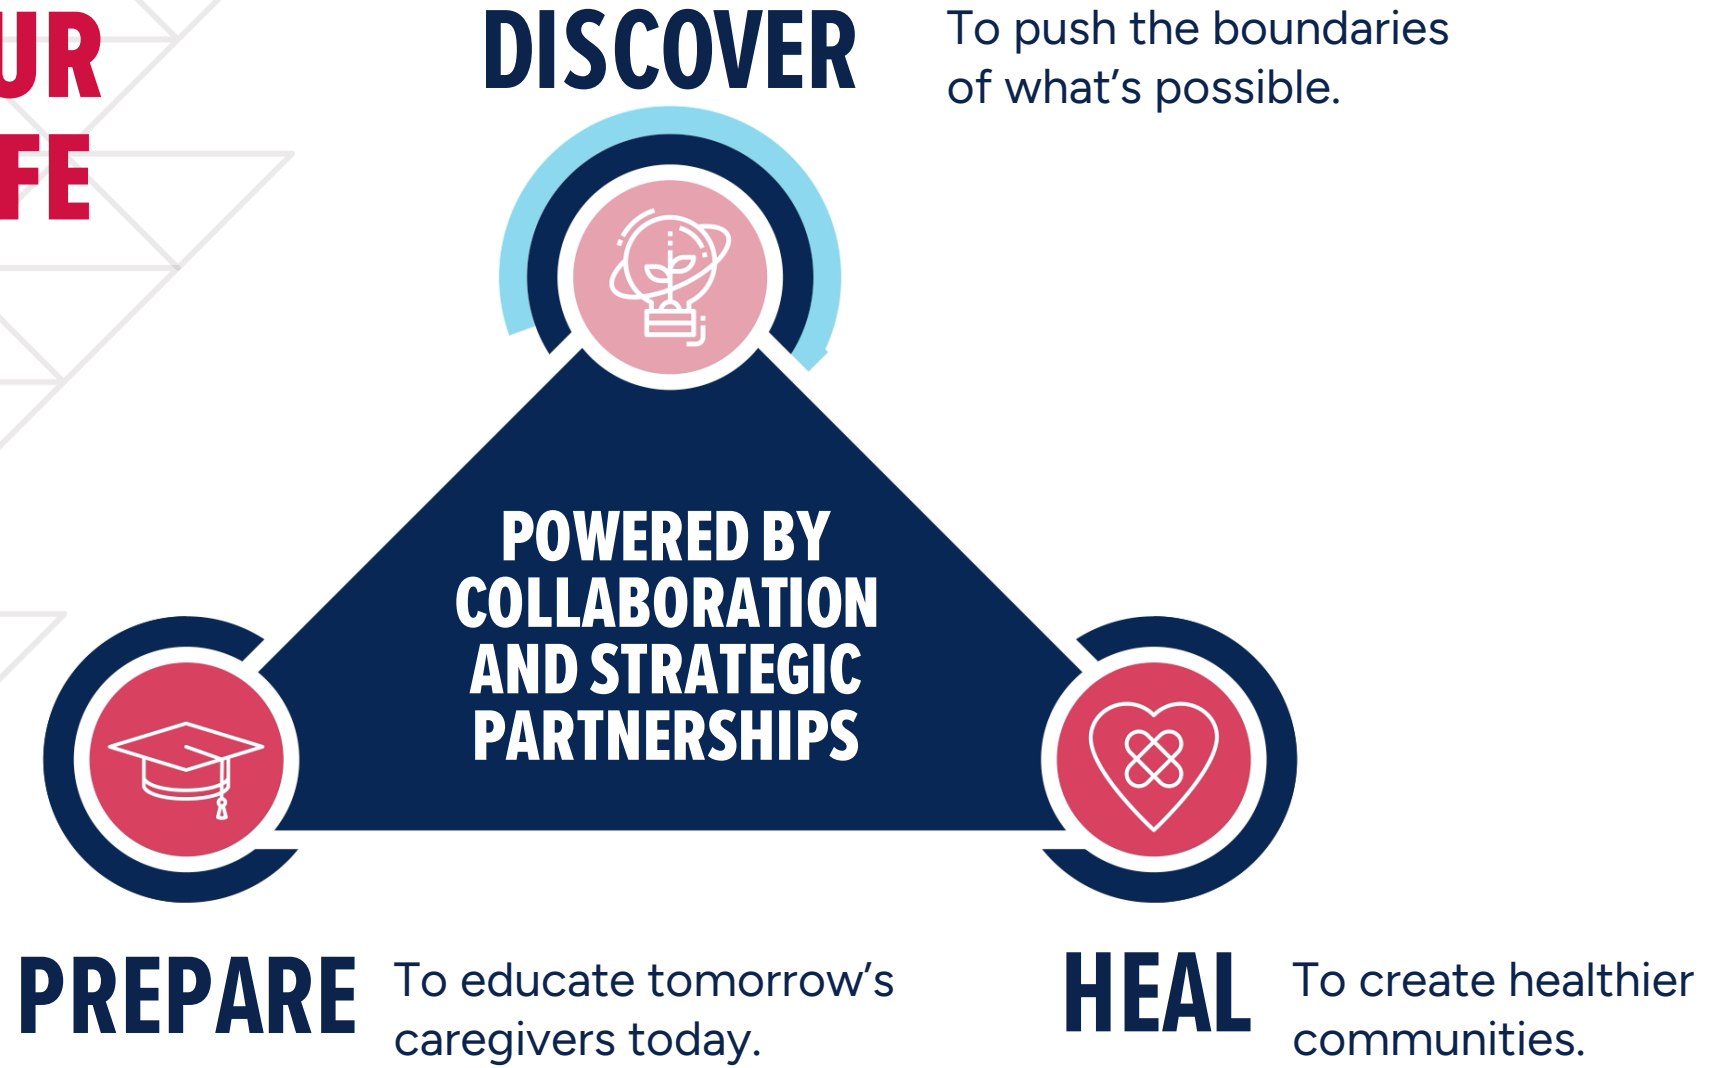 UR
FE
DISCOVER
To push the boundaries
of what’s possible.
POWERED BY
COLLABORATION
AND STRATEGIC
PARTNERSHIPS
PREPARE
To educate tomorrow’s
caregivers today.
HEAL
To create healthier
communities.